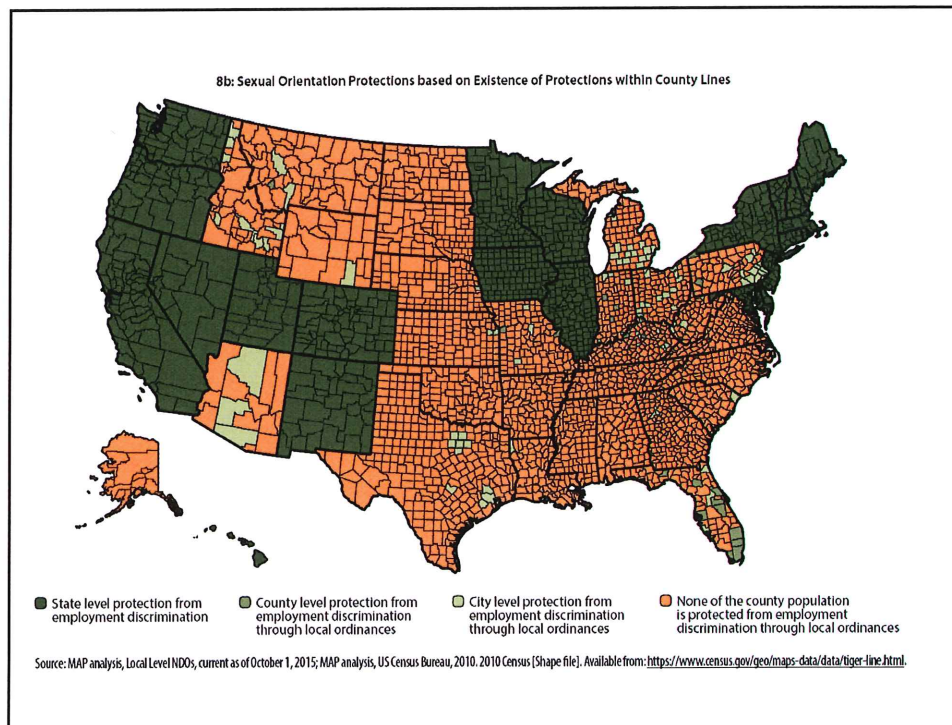 8b: Sexual Orientation Protections based on Existence of Protections within County Lines
State level protection from
employment discrimination
County level protection from
employment discrimination
through local ordinances
City level protection from
employment discrimination
through local ordinances
None of the county population
is protected from employment
discrimination through local ordinances
Source: MAP analysis, Local Level NDOs, current as of October 1, 2015; MAP analysis, US Census Bureau, 2010. 2010 Census [Shape file]. Available from: https://www.census.gov/geo/maps-data/data/tiger-line.html.